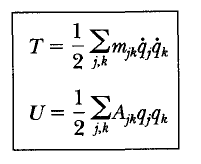 T = \frac{1}{2} \sum_{j,k} m_{jk} \dot{q}_j \dot{q}_k
U = \frac{1}{2} \sum_{j,k} A_{jk} q_j q_k